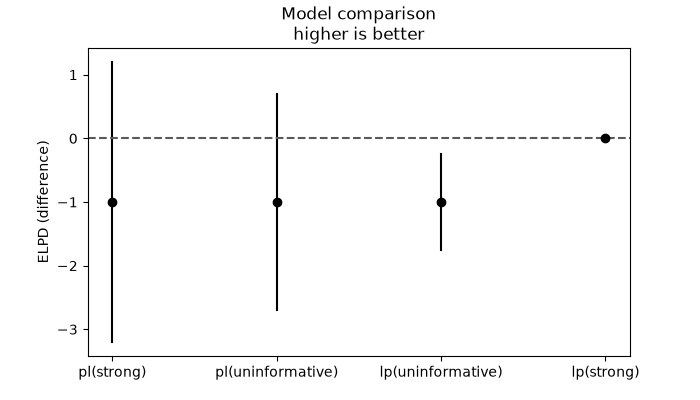 Model comparison
higher is better
ELPD (difference)
1
0
−1
−2
−3
pl(strong)
pl(uninformative)
lp(uninformative)
lp(strong)